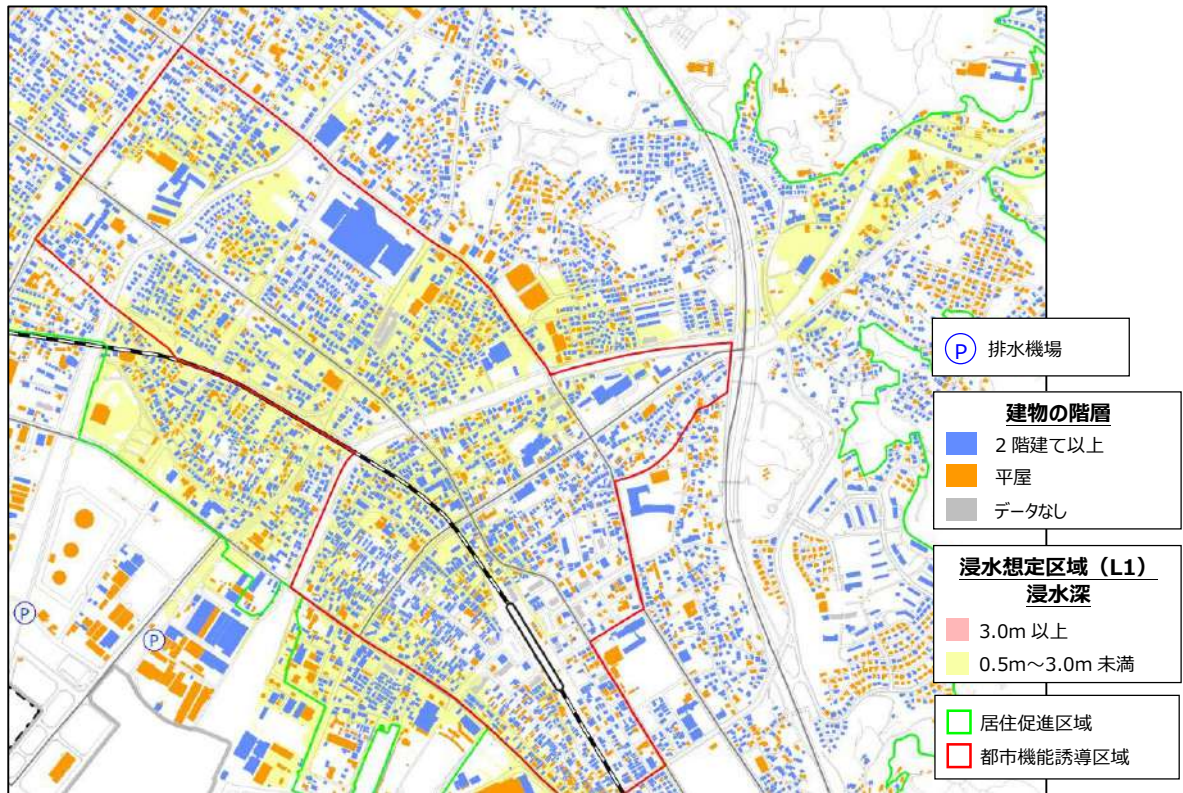 P 排水機場
建物の階層
2階建て以上
平屋
データなし
浸水想定区域（L1）
浸水深
3.0m 以上
0.5m～3.0m 未満
居住促進区域
都市機能誘導区域
P
P